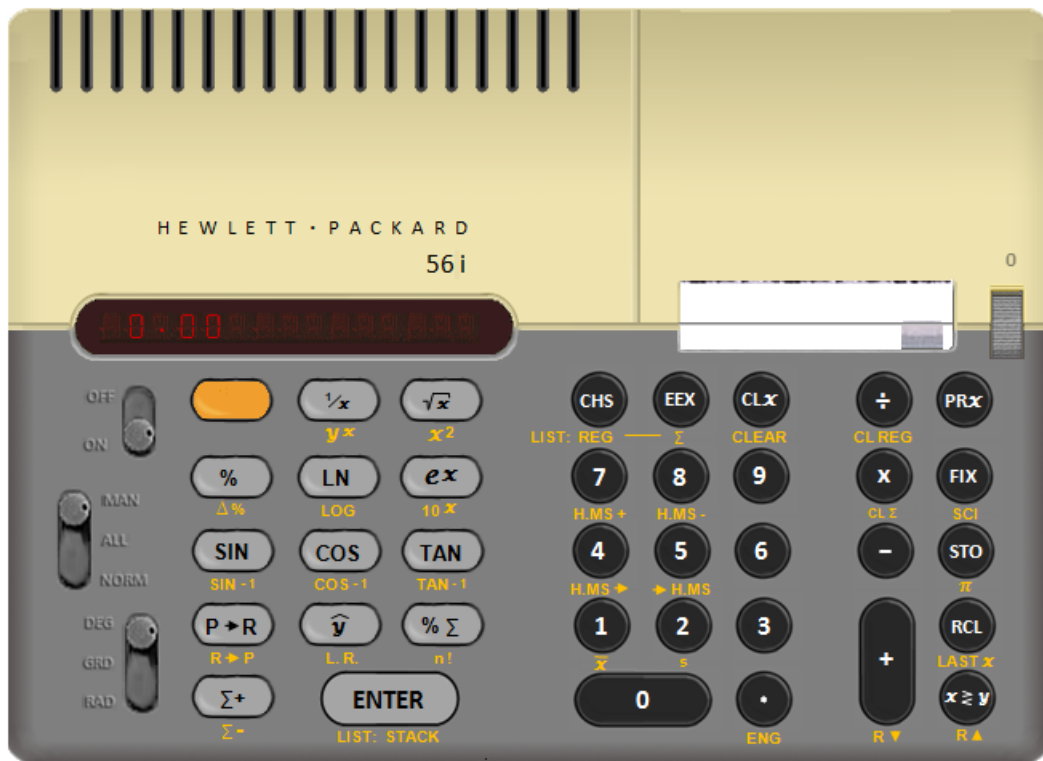 HEWLETT · PACKARD
56i
0
0.00
OFF
ON
¹/x
√x
yˣ
x²
CHS
EEX
CLx
÷
PRx
LIST: REG — Σ
CLEAR
CL REG
%
LN
eˣ
7
8
9
x
FIX
Δ%
LOG
10ˣ
H.MS +
H.MS -
CL Σ
SCI
MAN
ALL
NORM
SIN
COS
TAN
4
5
6
−
STO
SIN -1
COS -1
TAN -1
H.MS →
→ H.MS
π
DEG
GRD
RAD
P→R
ŷ
% Σ
1
2
3
+
RCL
R→P
L.R.
n!
x̄
s
LAST x
Σ+
ENTER
0
·
x≷y
Σ-
LIST: STACK
ENG
R▼
R▲